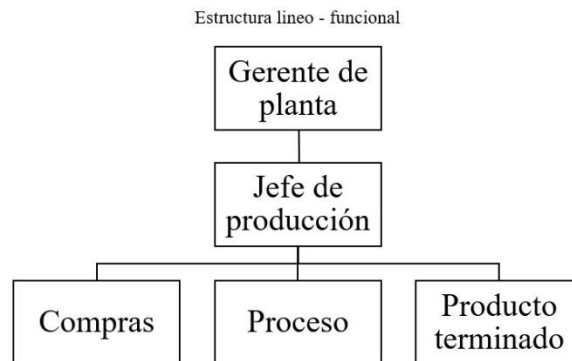 Estructura lineo - funcional
Gerente de
planta
Jefe de
producción
Compras
Proceso
Producto
terminado